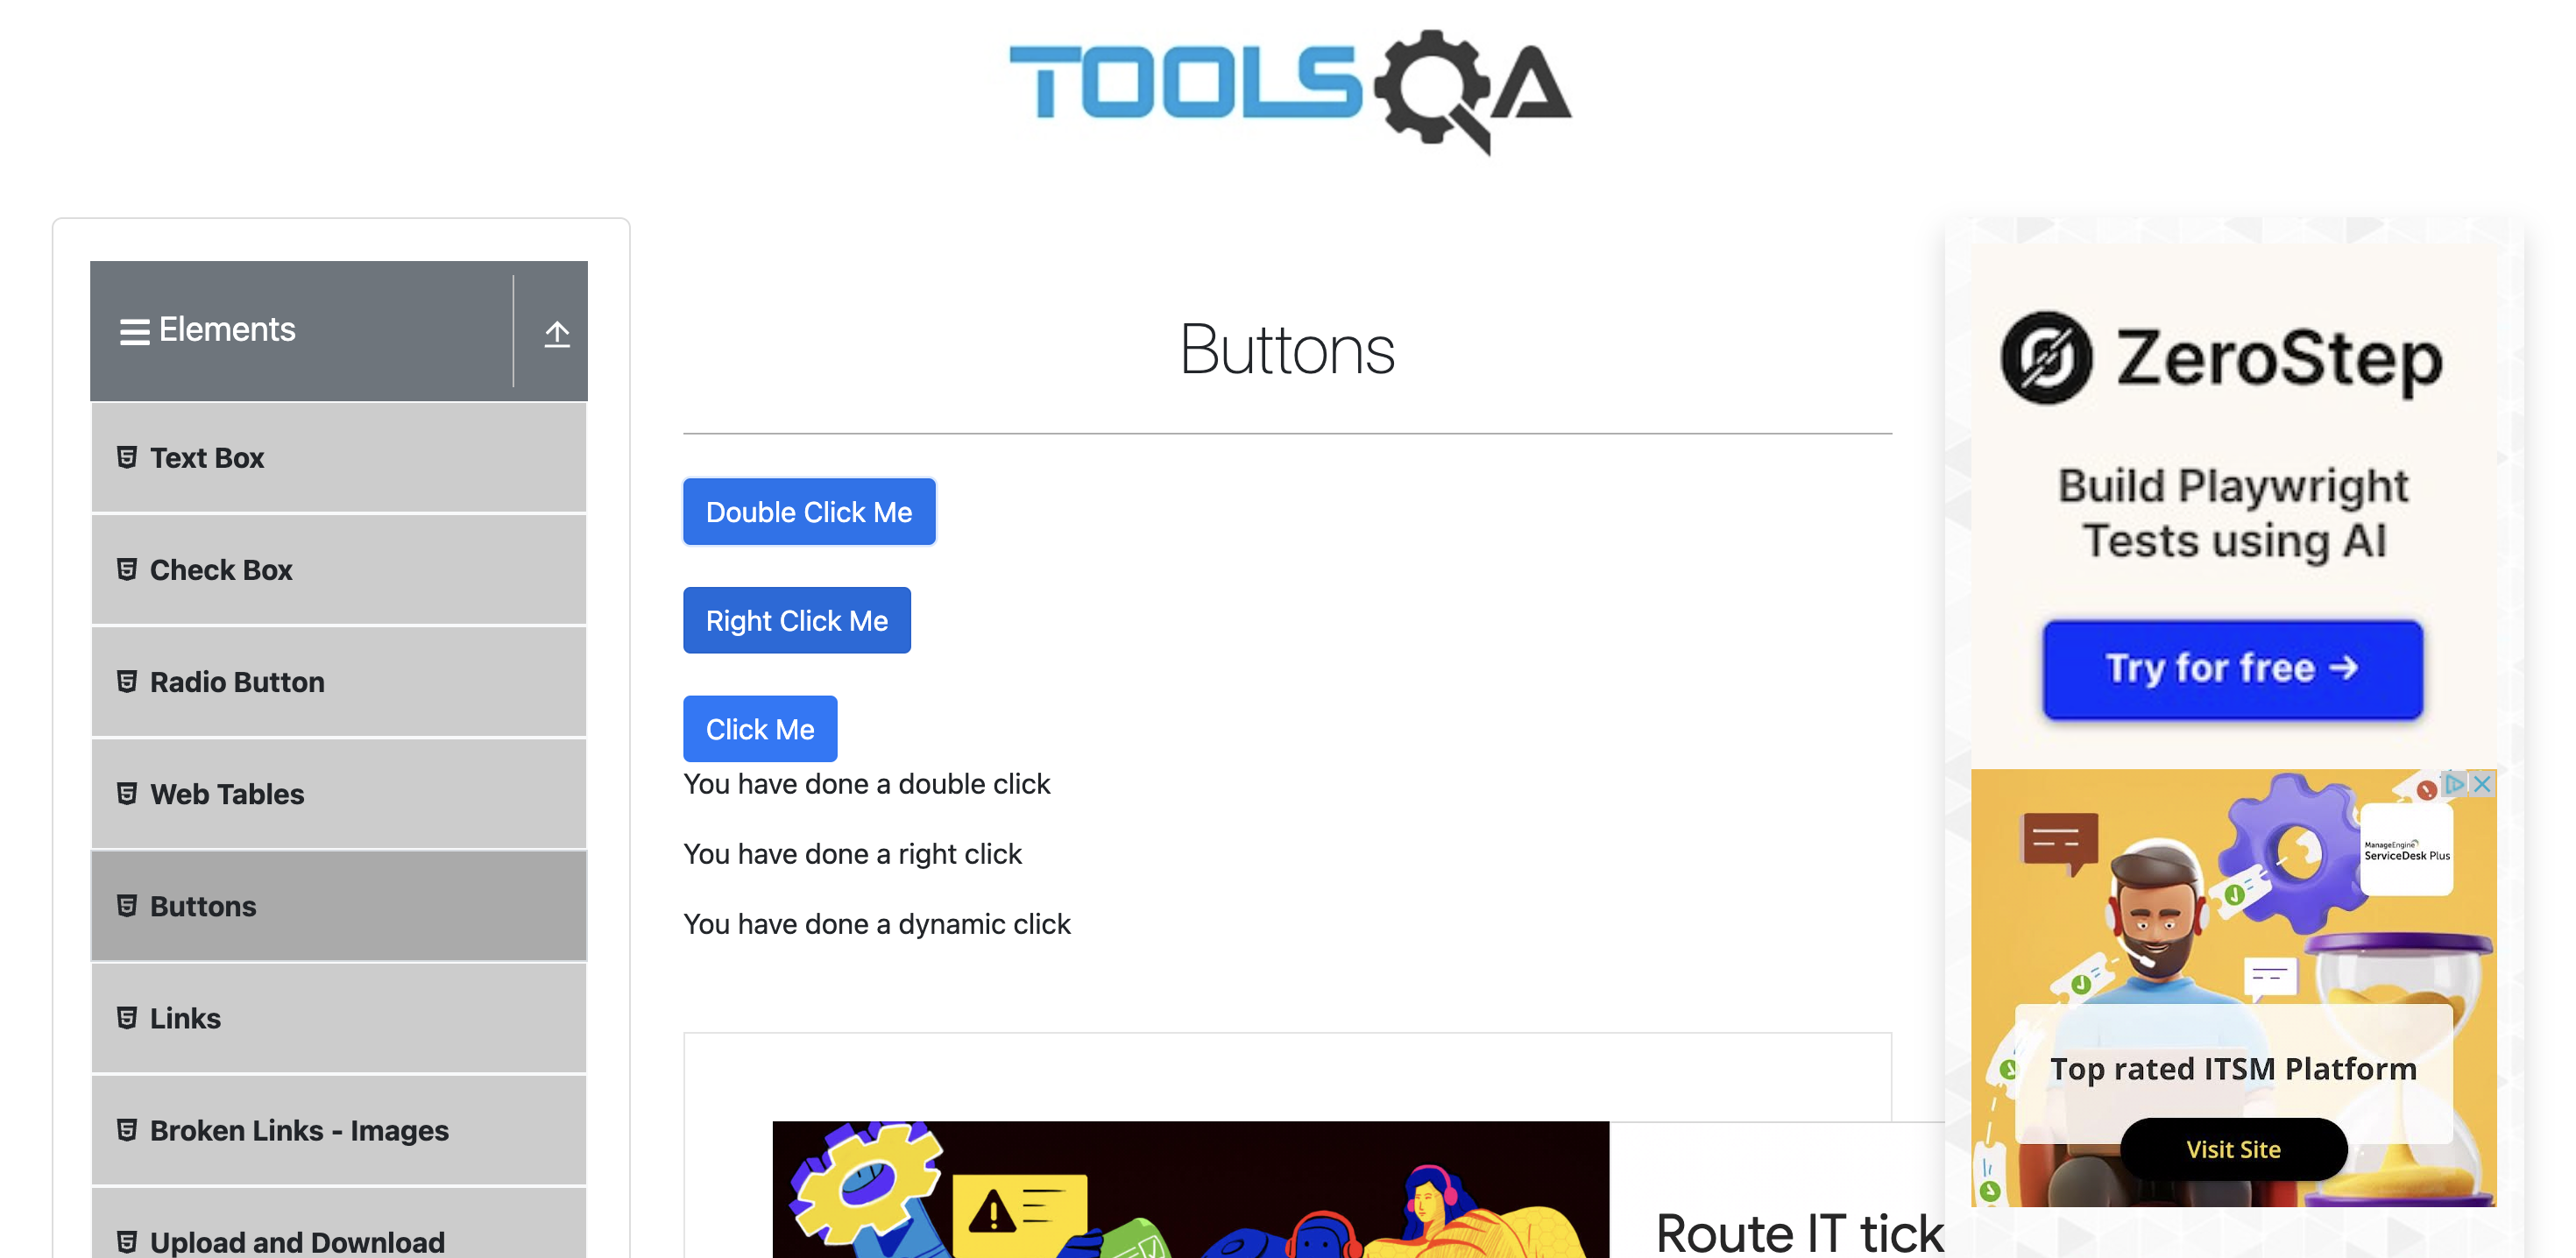 TOOLSQA
Elements
Text Box
Check Box
Radio Button
Web Tables
Buttons
Links
Broken Links - Images
Upload and Download
Buttons
Double Click Me
Right Click Me
Click Me
You have done a double click
You have done a right click
You have done a dynamic click
Route IT tick
ZeroStep
Build Playwright
Tests using AI
Try for free →
ManageEngine
ServiceDesk Plus
Top rated ITSM Platform
Visit Site